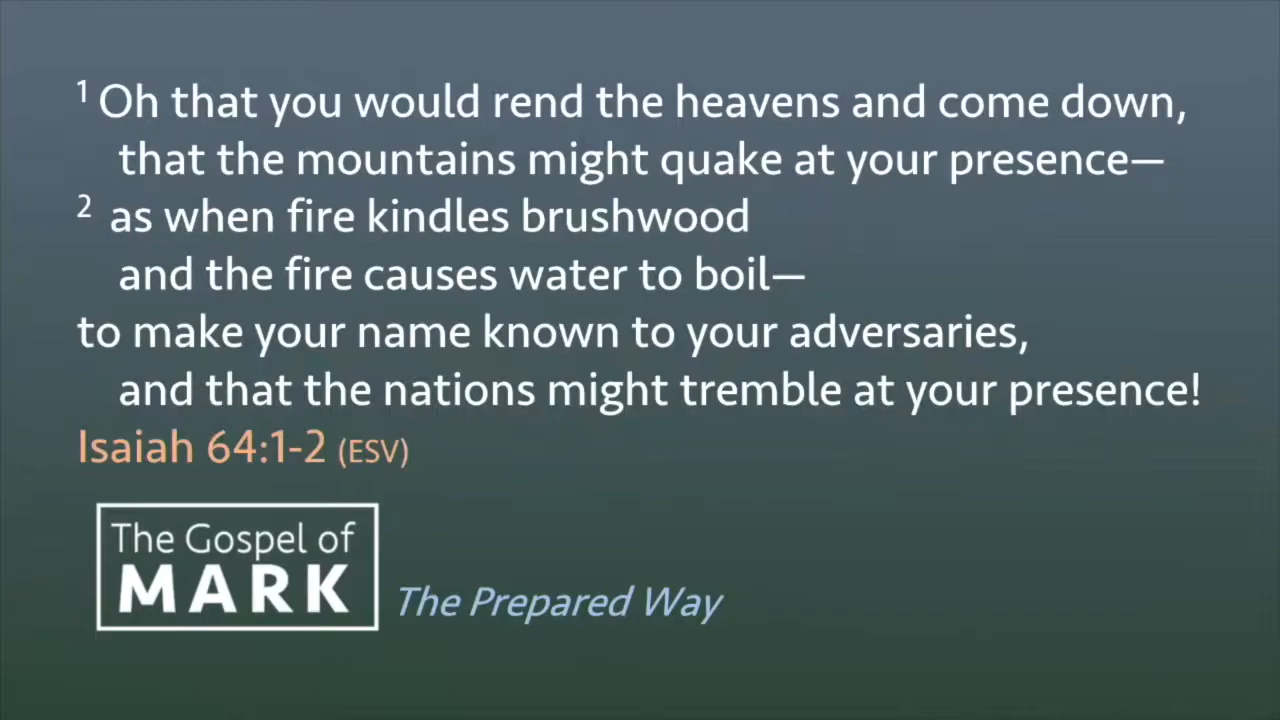 1 Oh that you would rend the heavens and come down,
that the mountains might quake at your presence—
2 as when fire kindles brushwood
and the fire causes water to boil—
to make your name known to your adversaries,
and that the nations might tremble at your presence!
Isaiah 64:1-2 (ESV)
The Gospel of
MARK
The Prepared Way